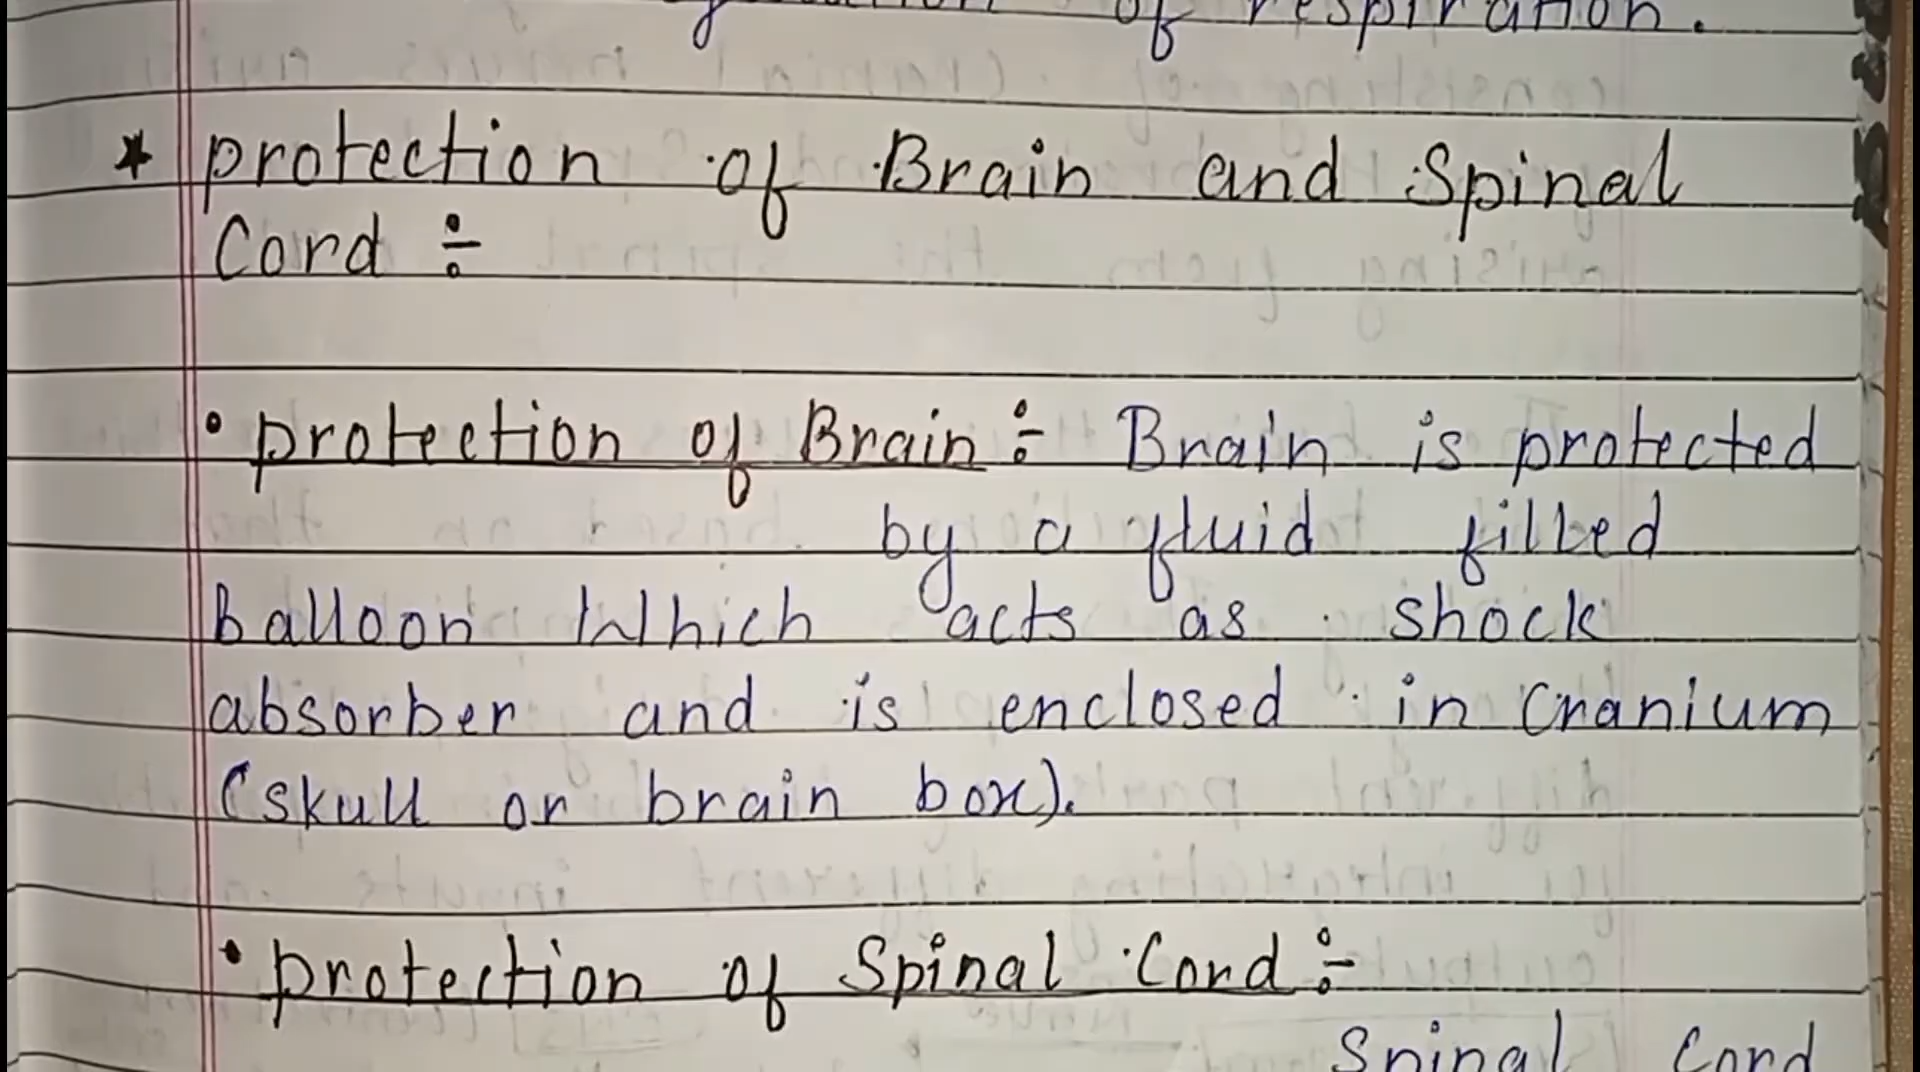 of respiration.
* protection of Brain and Spinal
Cord ÷
• protection of Brain ÷ Brain is protected
by a fluid filled
balloon Which acts as shock
absorber and is enclosed in Cranium
(skull or brain box).
• protection of Spinal Cord ÷
Spinal Cord